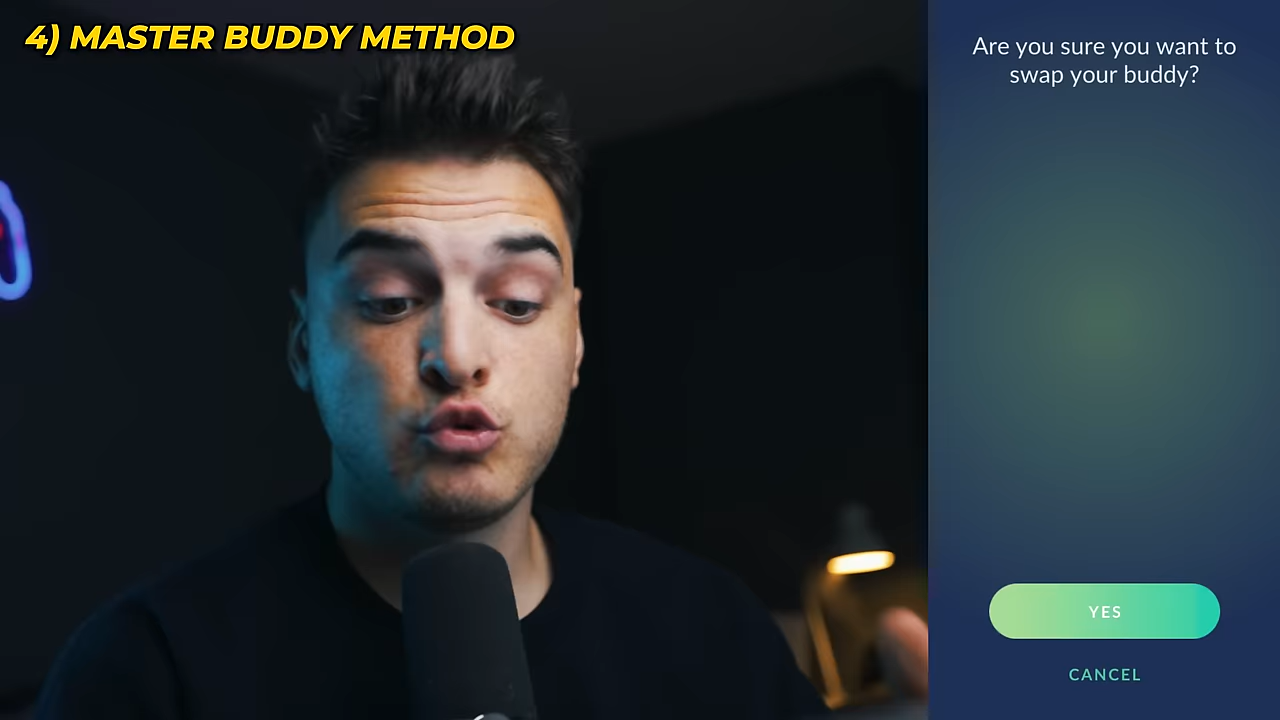 4) MASTER BUDDY METHOD
Are you sure you want to
swap your buddy?
YES
CANCEL